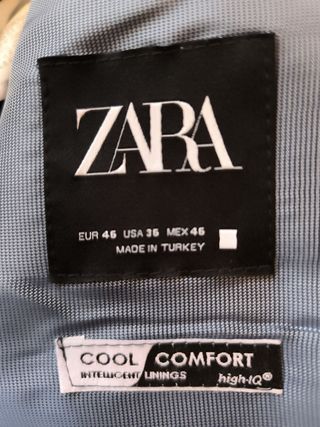 ZARA
EUR 46 USA 36 MEX 46
MADE IN TURKEY
COOL COMFORT
INTELLIGENT LININGS high-IQ®